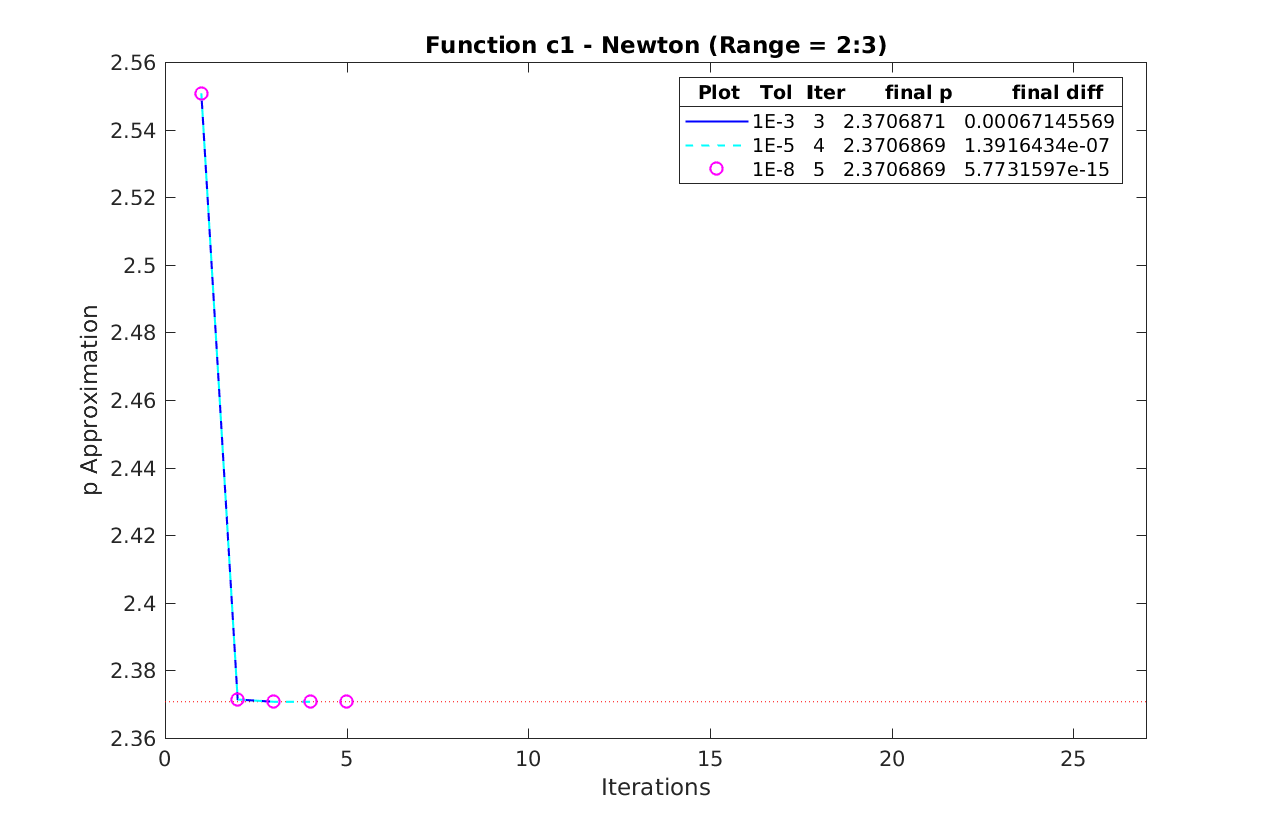 Function c1 - Newton (Range = 2:3)
2.56
Plot Tol Iter final p final diff
1E-3 3 2.3706871 0.00067145569
1E-5 4 2.3706869 1.3916434e-07
1E-8 5 2.3706869 5.7731597e-15
2.54
2.52
2.5
2.48
2.46
2.44
2.42
2.4
2.38
2.36
p Approximation
0 5 10 15 20 25
Iterations